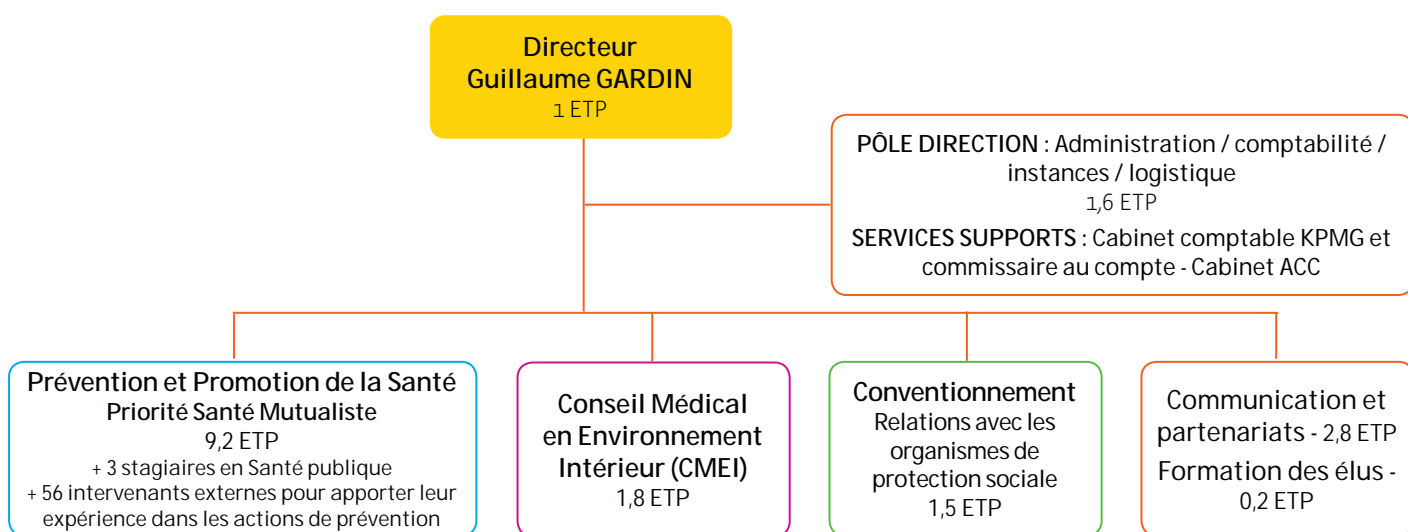 Directeur
Guillaume GARDIN
1 ETP
PÔLE DIRECTION : Administration / comptabilité /
instances / logistique
1,6 ETP
SERVICES SUPPORTS : Cabinet comptable KPMG et
commissaire au compte - Cabinet ACC
Prévention et Promotion de la Santé
Priorité Santé Mutualiste
9,2 ETP
+ 3 stagiaires en Santé publique
+ 56 intervenants externes pour apporter leur
expérience dans les actions de prévention
Conseil Médical
en Environnement
Intérieur (CMEI)
1,8 ETP
Conventionnement
Relations avec les
organismes de
protection sociale
1,5 ETP
Communication et
partenariats - 2,8 ETP
Formation des élus -
0,2 ETP